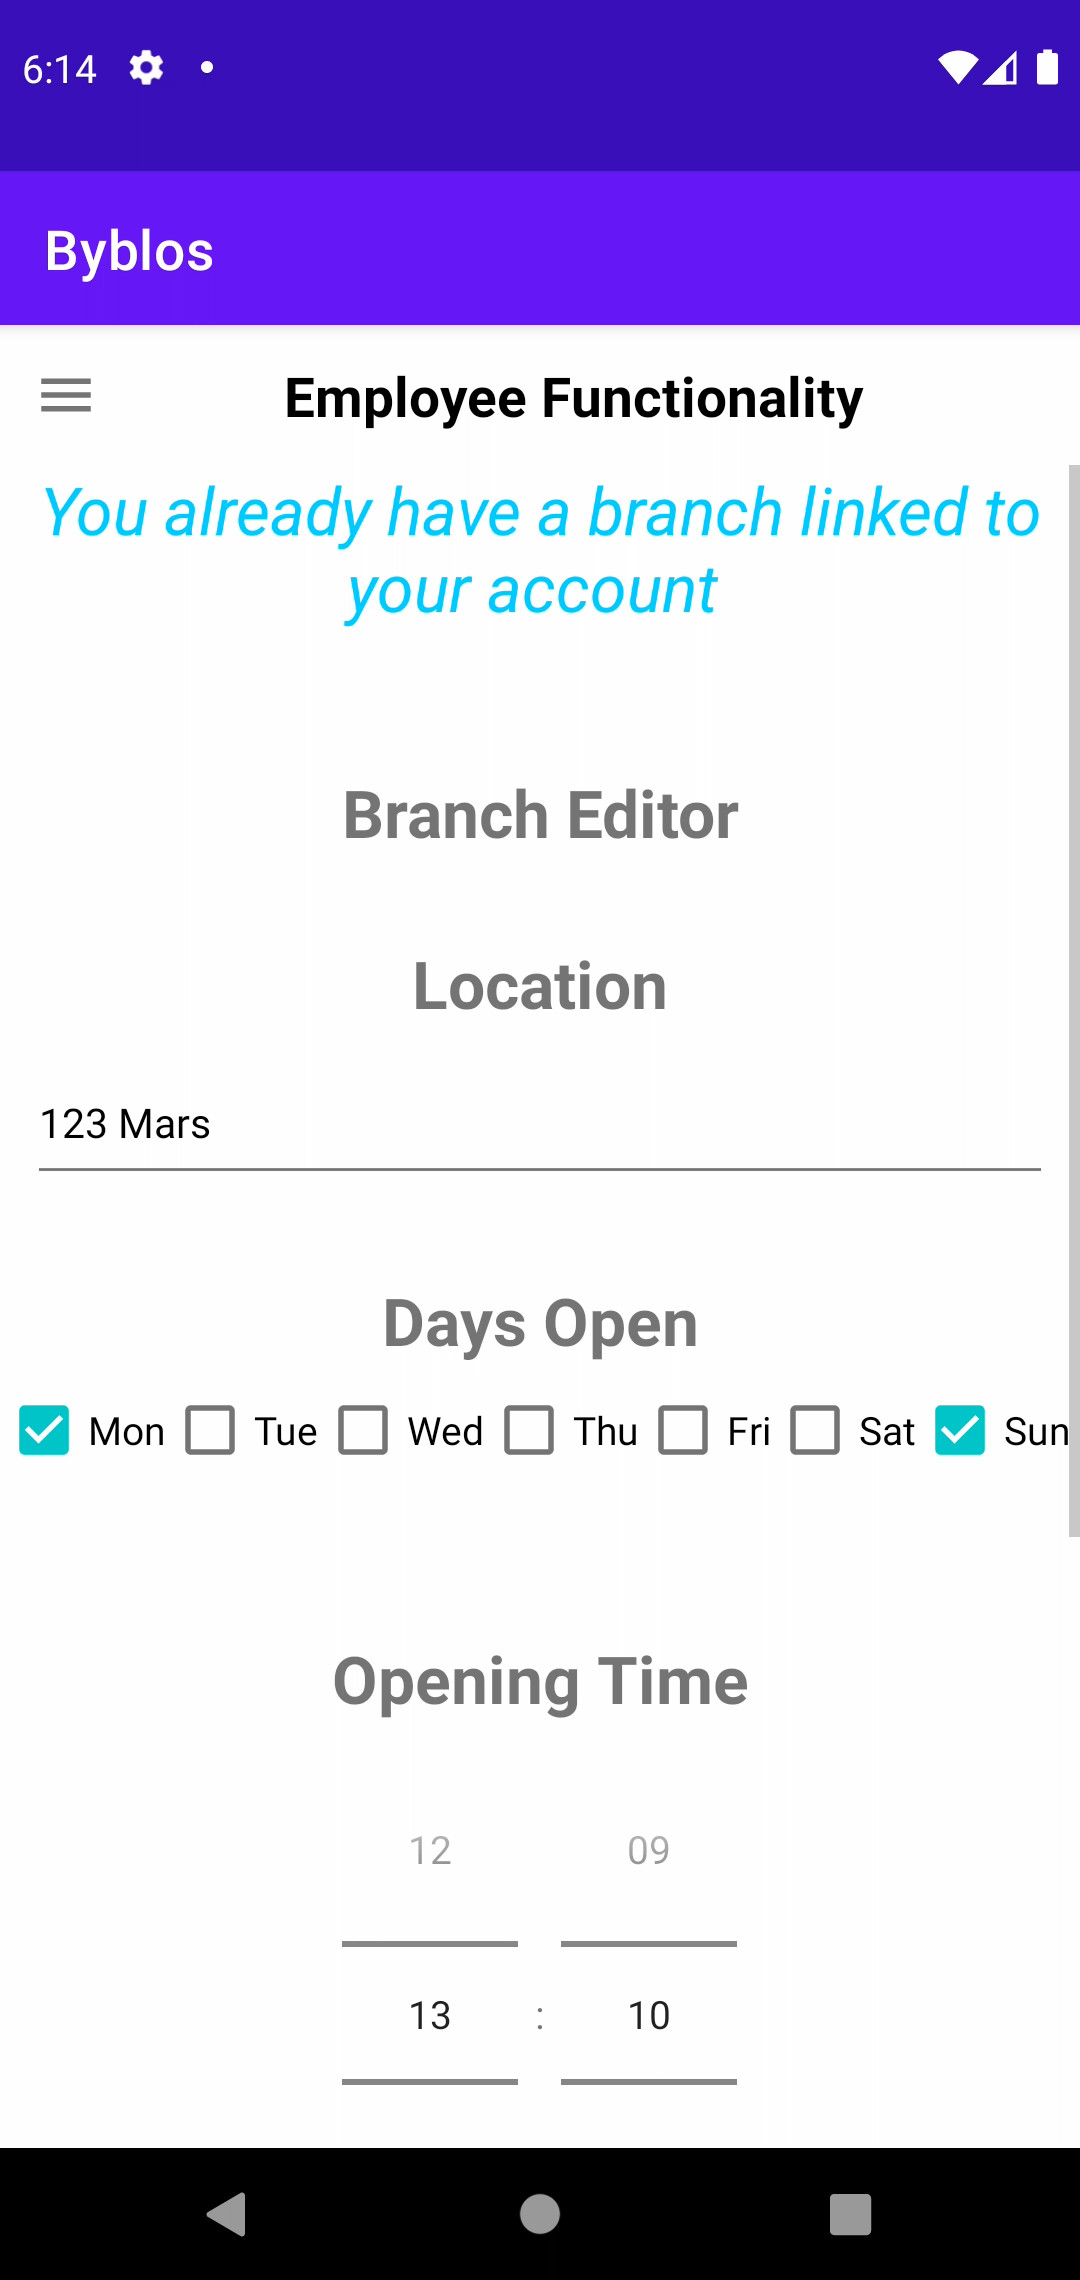 6:14
Byblos
Employee Functionality
You already have a branch linked to
your account
Branch Editor
Location
123 Mars
Days Open
Mon Tue Wed Thu Fri Sat Sun
Opening Time
12 09
13 : 10